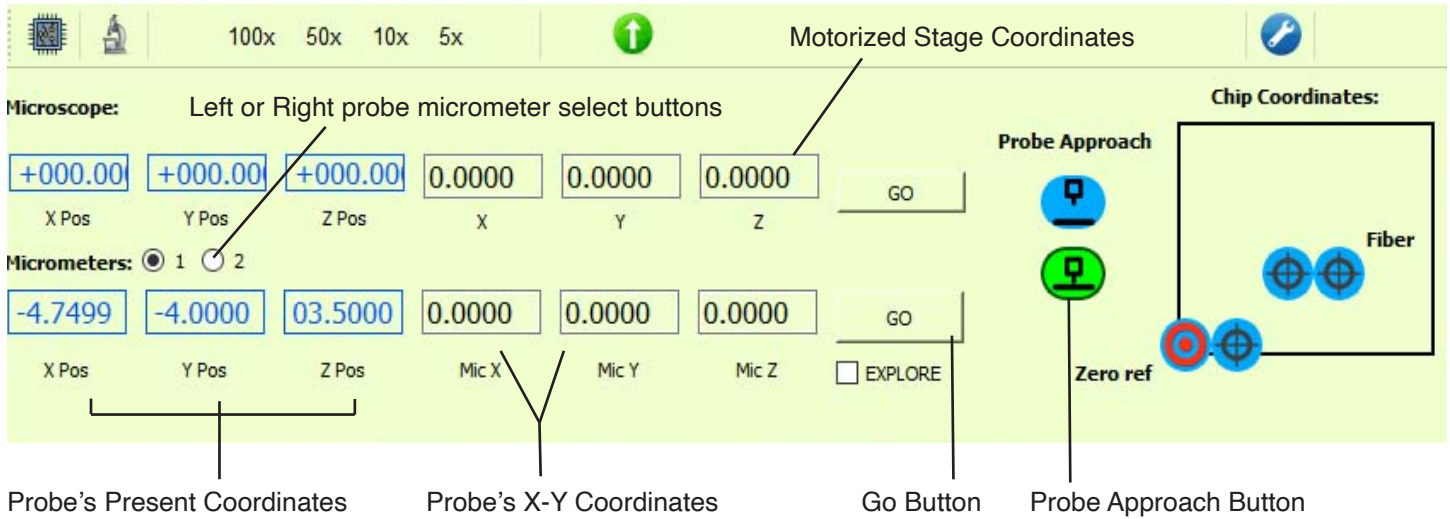 100x 50x 10x 5x
Motorized Stage Coordinates
Microscope:
Left or Right probe micrometer select buttons
Chip Coordinates:
Probe Approach
+000.00 +000.00 +000.00 0.0000 0.0000 0.0000 GO
X Pos Y Pos Z Pos X Y Z
Fiber
Micrometers: 1 2
-4.7499 -4.0000 03.5000 0.0000 0.0000 0.0000 GO
X Pos Y Pos Z Pos Mic X Mic Y Mic Z EXPLORE Zero ref
Probe's Present Coordinates Probe's X-Y Coordinates Go Button Probe Approach Button